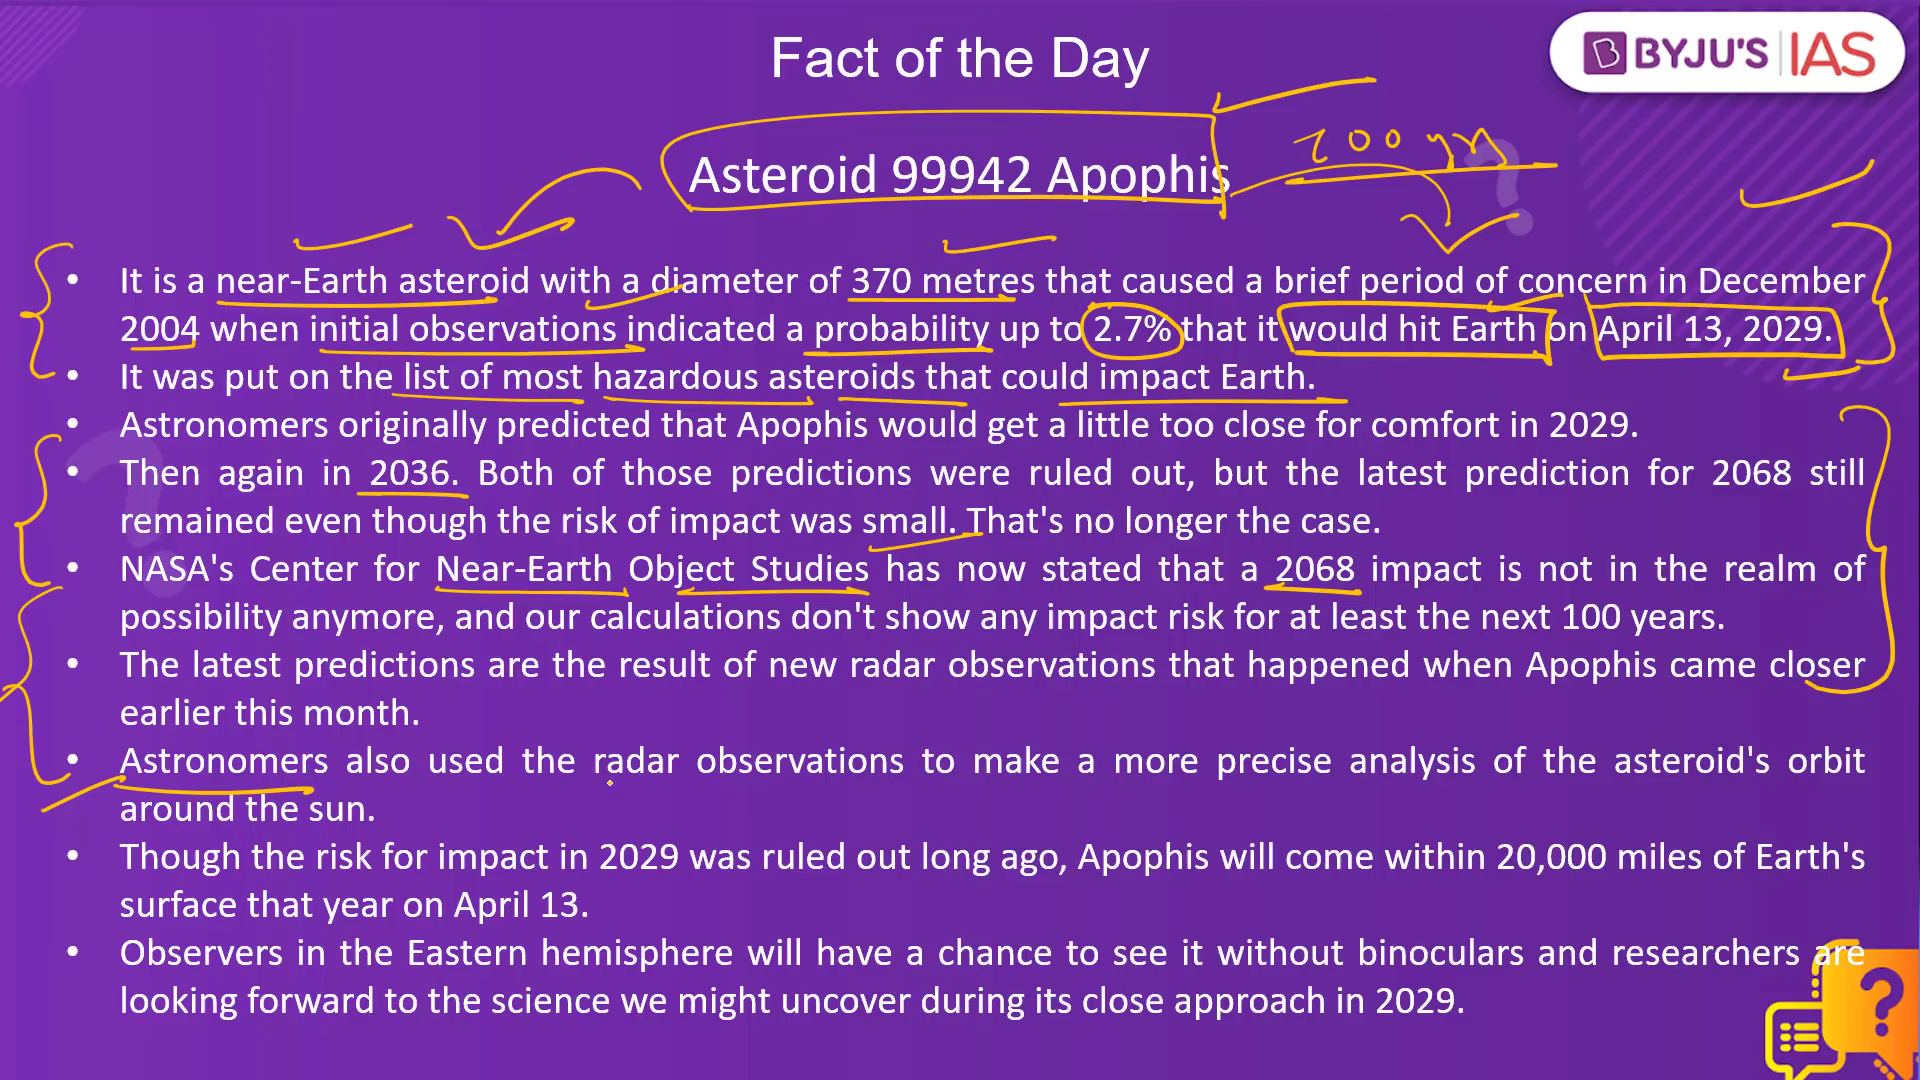 Fact of the Day
BYJU'S IAS
Asteroid 99942 Apophis
100 yrs
• It is a near-Earth asteroid with a diameter of 370 metres that caused a brief period of concern in December
2004 when initial observations indicated a probability up to 2.7% that it would hit Earth on April 13, 2029.
• It was put on the list of most hazardous asteroids that could impact Earth.
• Astronomers originally predicted that Apophis would get a little too close for comfort in 2029.
• Then again in 2036. Both of those predictions were ruled out, but the latest prediction for 2068 still
remained even though the risk of impact was small. That's no longer the case.
• NASA's Center for Near-Earth Object Studies has now stated that a 2068 impact is not in the realm of
possibility anymore, and our calculations don't show any impact risk for at least the next 100 years.
• The latest predictions are the result of new radar observations that happened when Apophis came closer
earlier this month.
• Astronomers also used the radar observations to make a more precise analysis of the asteroid's orbit
around the sun.
• Though the risk for impact in 2029 was ruled out long ago, Apophis will come within 20,000 miles of Earth's
surface that year on April 13.
• Observers in the Eastern hemisphere will have a chance to see it without binoculars and researchers are
looking forward to the science we might uncover during its close approach in 2029.